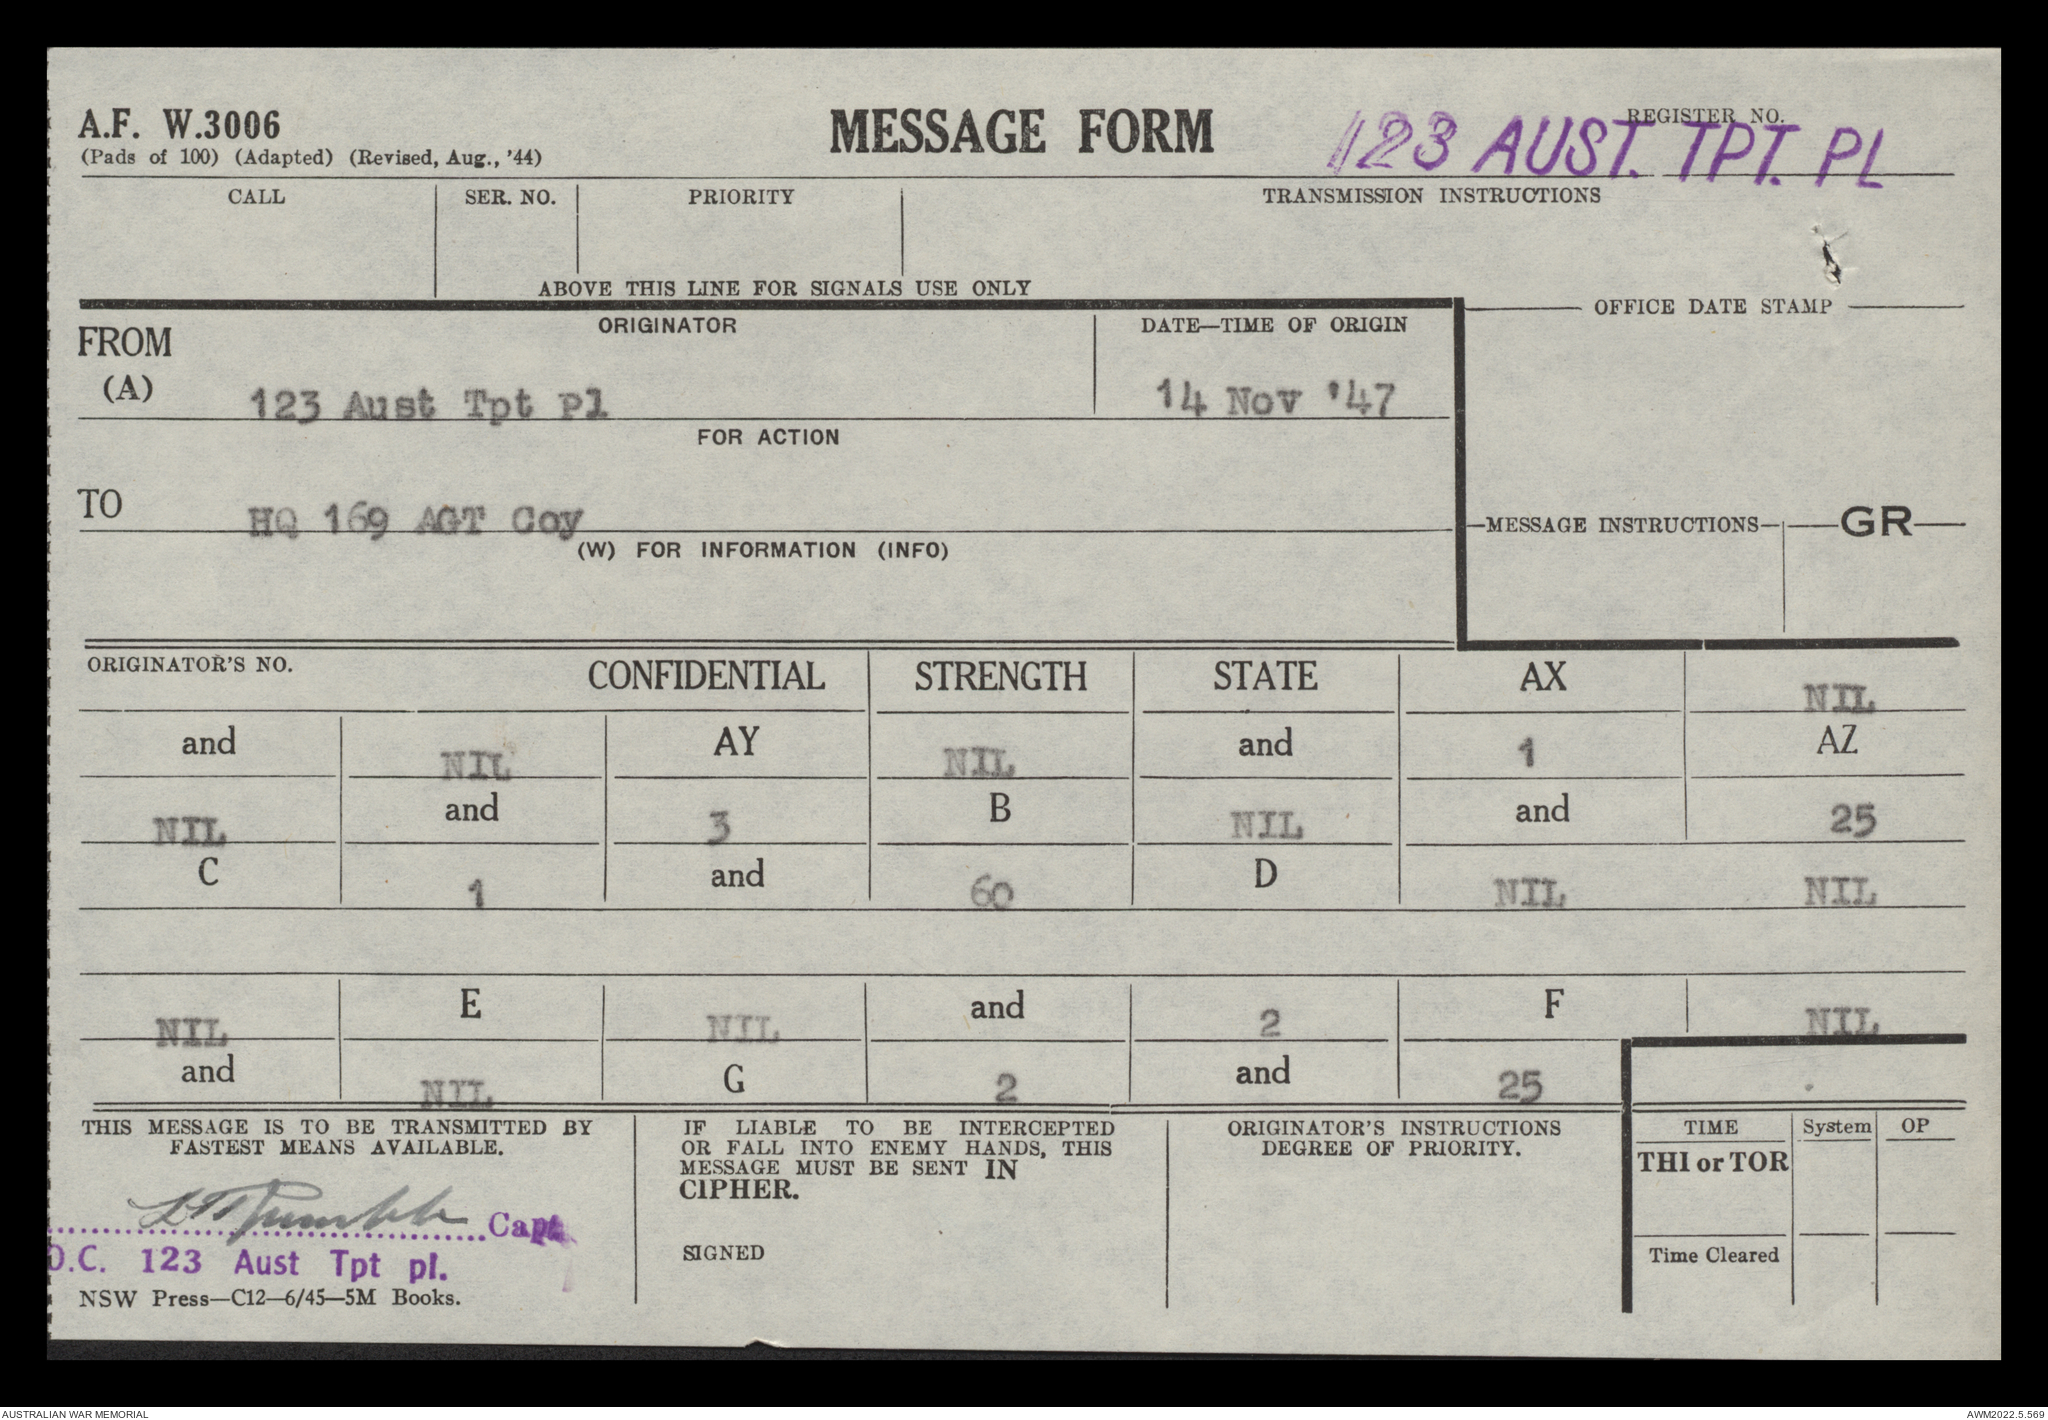 A.F. W.3006
MESSAGE FORM
REGISTER NO.
123 AUST. TPT. PL
(Pads of 100) (Adapted) (Revised, Aug., '44)
CALL SER. NO. PRIORITY TRANSMISSION INSTRUCTIONS
ABOVE THIS LINE FOR SIGNALS USE ONLY
FROM ORIGINATOR DATE—TIME OF ORIGIN OFFICE DATE STAMP
(A) 123 Aust Tpt Pl 14 Nov '47
FOR ACTION
TO HQ 169 AGT Coy MESSAGE INSTRUCTIONS GR
(W) FOR INFORMATION (INFO)
ORIGINATOR'S NO. CONFIDENTIAL STRENGTH STATE AX NIL
and NIL AY NIL and 1 AZ
NIL and 3 B NIL and 25
C 1 and 60 D NIL NIL
NIL E NIL and 2 F NIL
and NIL G 2 and 25
THIS MESSAGE IS TO BE TRANSMITTED BY
FASTEST MEANS AVAILABLE.
Capt
O.C. 123 Aust Tpt pl.
NSW Press—C12—6/45—5M Books.
IF LIABLE TO BE INTERCEPTED
OR FALL INTO ENEMY HANDS, THIS
MESSAGE MUST BE SENT IN
CIPHER.
SIGNED
ORIGINATOR'S INSTRUCTIONS
DEGREE OF PRIORITY.
TIME System OP
THI or TOR
Time Cleared
AUSTRALIAN WAR MEMORIAL AWM2022.5.569